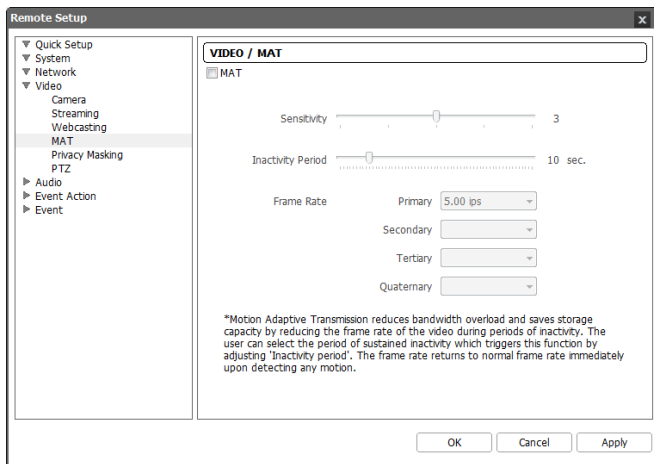 Remote Setup
x
Quick Setup
System
Network
Video
Camera
Streaming
Webcasting
MAT
Privacy Masking
PTZ
Audio
Event Action
Event
VIDEO / MAT
MAT
Sensitivity 3
Inactivity Period 10 sec.
Frame Rate Primary 5.00 ips
Secondary
Tertiary
Quaternary
*Motion Adaptive Transmission reduces bandwidth overload and saves storage
capacity by reducing the frame rate of the video during periods of inactivity. The
user can select the period of sustained inactivity which triggers this function by
adjusting 'Inactivity period'. The frame rate returns to normal frame rate immediately
upon detecting any motion.
OK Cancel Apply